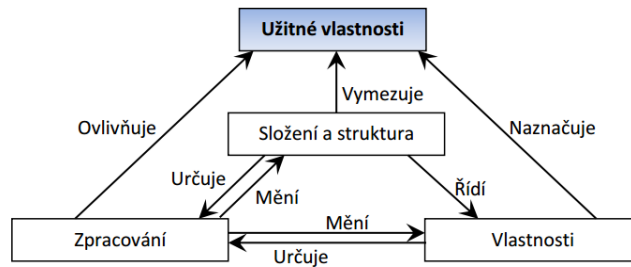 Užitné vlastnosti
Vymezuje
Ovlivňuje
Naznačuje
Složení a struktura
Určuje
Mění
Řídí
Zpracování
Mění
Určuje
Vlastnosti